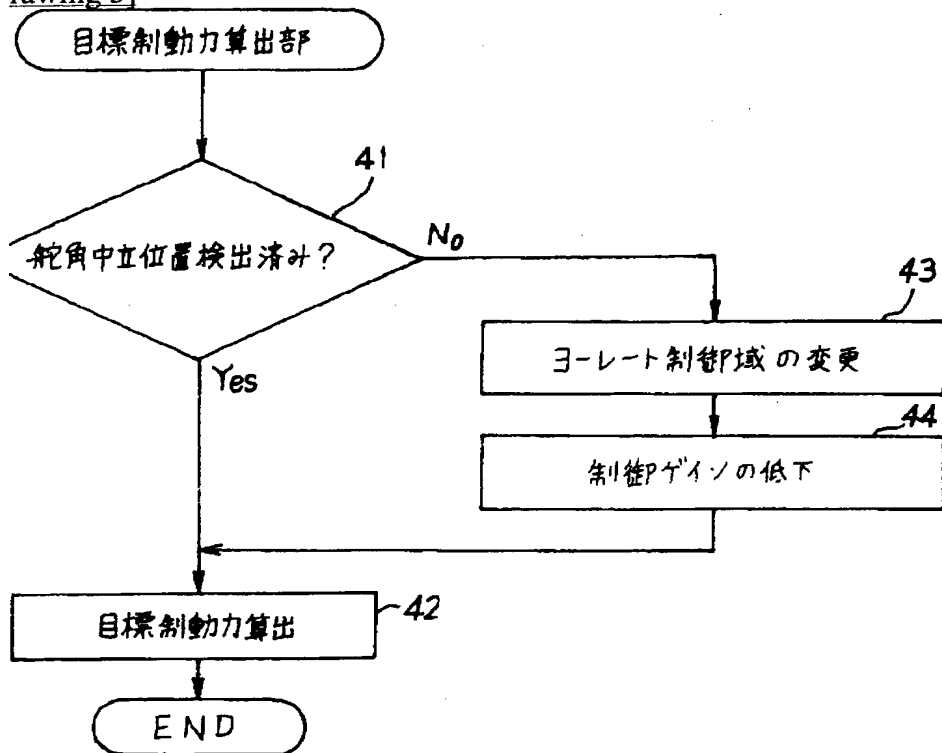 rawing 5]
目標制動力算出部
41
舵角中立位置検出済み?
No
Yes
43
ヨーレート制御域の変更
44
制御ゲインの低下
目標制動力算出
42
END